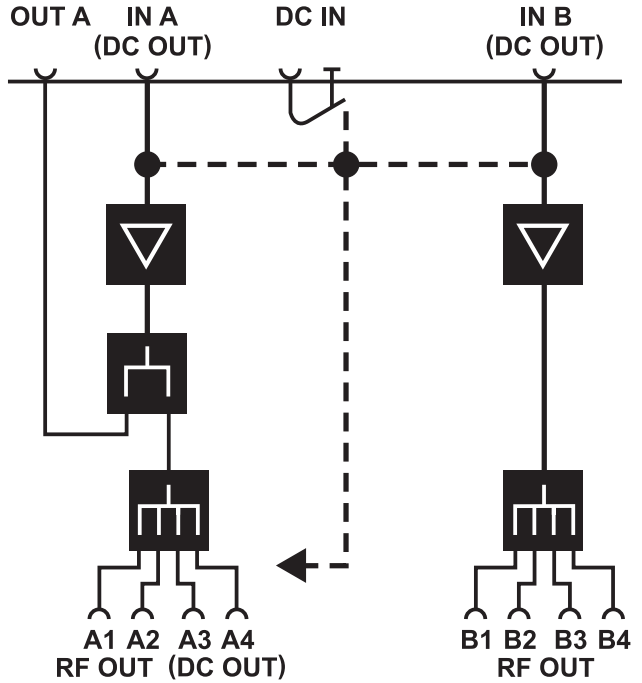 OUT A IN A DC IN IN B
(DC OUT) (DC OUT)
A1 A2 A3 A4 B1 B2 B3 B4
RF OUT (DC OUT) RF OUT